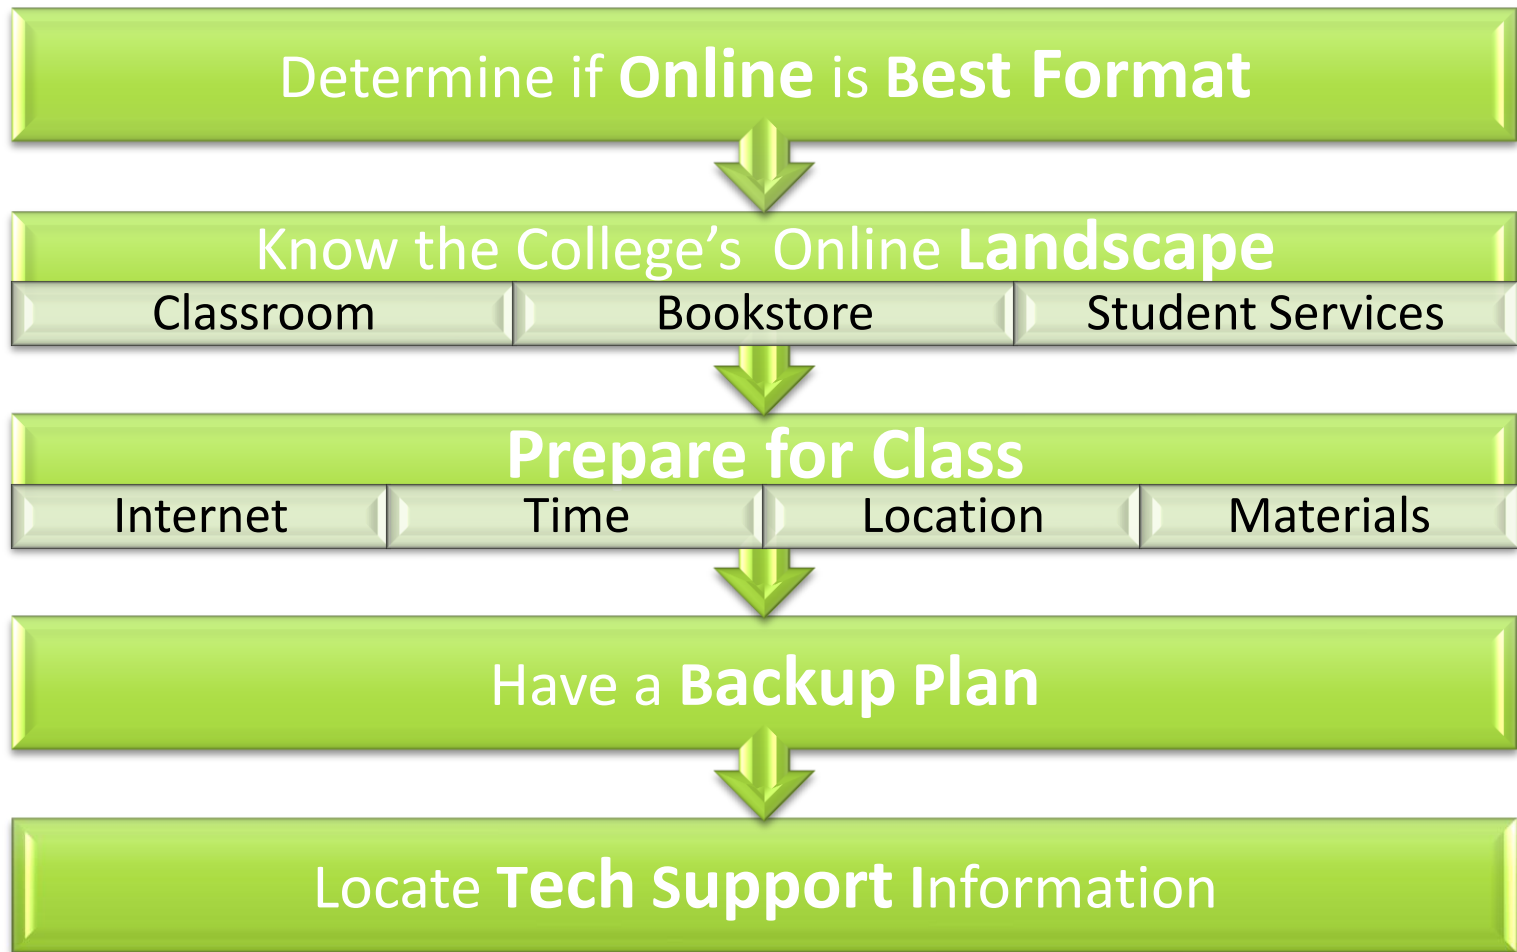 Determine if Online is Best Format
Know the College’s  Online Landscape
Classroom
Bookstore
Student Services
Prepare for Class
Internet
Time
Location
Materials
Have a Backup Plan
Locate Tech Support Information